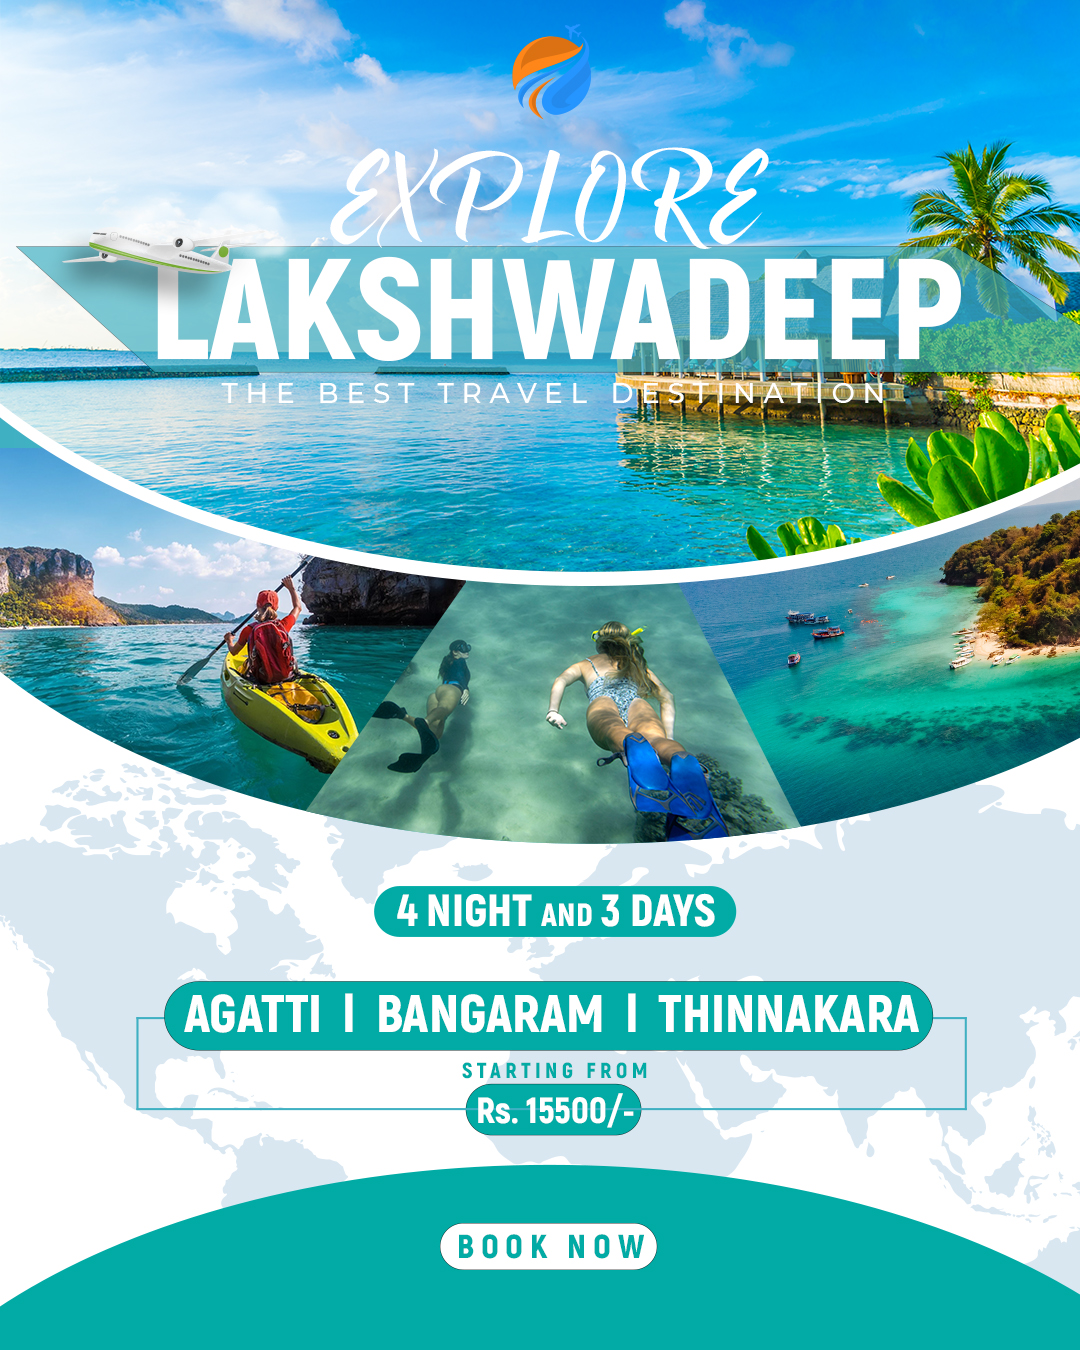 EXPLORE
LAKSHWADEEP
THE BEST TRAVEL DESTINATION
4 NIGHT AND 3 DAYS
AGATTI | BANGARAM | THINNAKARA
STARTING FROM
Rs. 15500/-
BOOK NOW